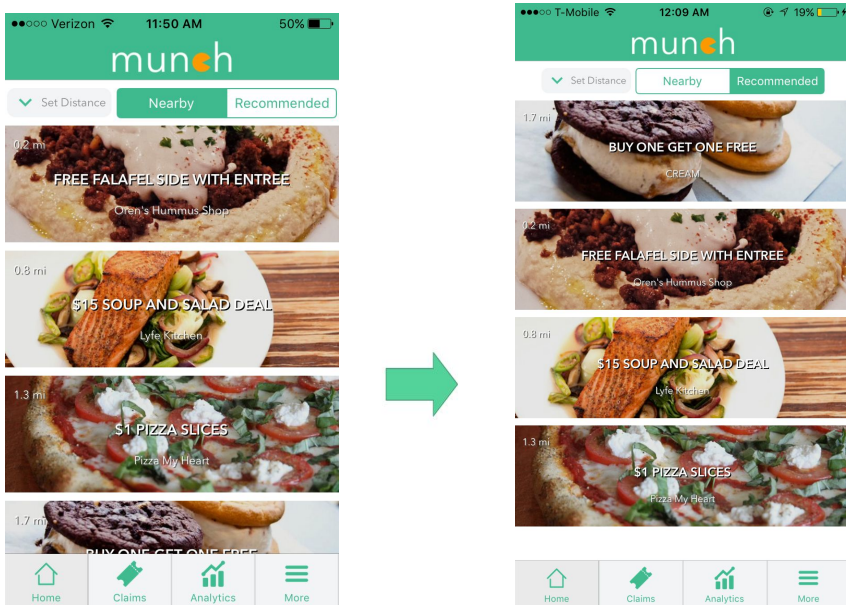 Verizon 11:50 AM 50%
munch
Set Distance Nearby Recommended
0.2 mi
FREE FALAFEL SIDE WITH ENTREE
Oren's Hummus Shop
0.8 mi
$15 SOUP AND SALAD DEAL
Lyfe Kitchen
1.3 mi
$1 PIZZA SLICES
Pizza My Heart
1.7 mi
BUY ONE GET ONE FREE
Home Claims Analytics More
T-Mobile 12:09 AM 19%
munch
Set Distance Nearby Recommended
1.7 mi
BUY ONE GET ONE FREE
CREAM
0.2 mi
FREE FALAFEL SIDE WITH ENTREE
Oren's Hummus Shop
0.8 mi
$15 SOUP AND SALAD DEAL
Lyfe Kitchen
1.3 mi
$1 PIZZA SLICES
Pizza My Heart
Home Claims Analytics More